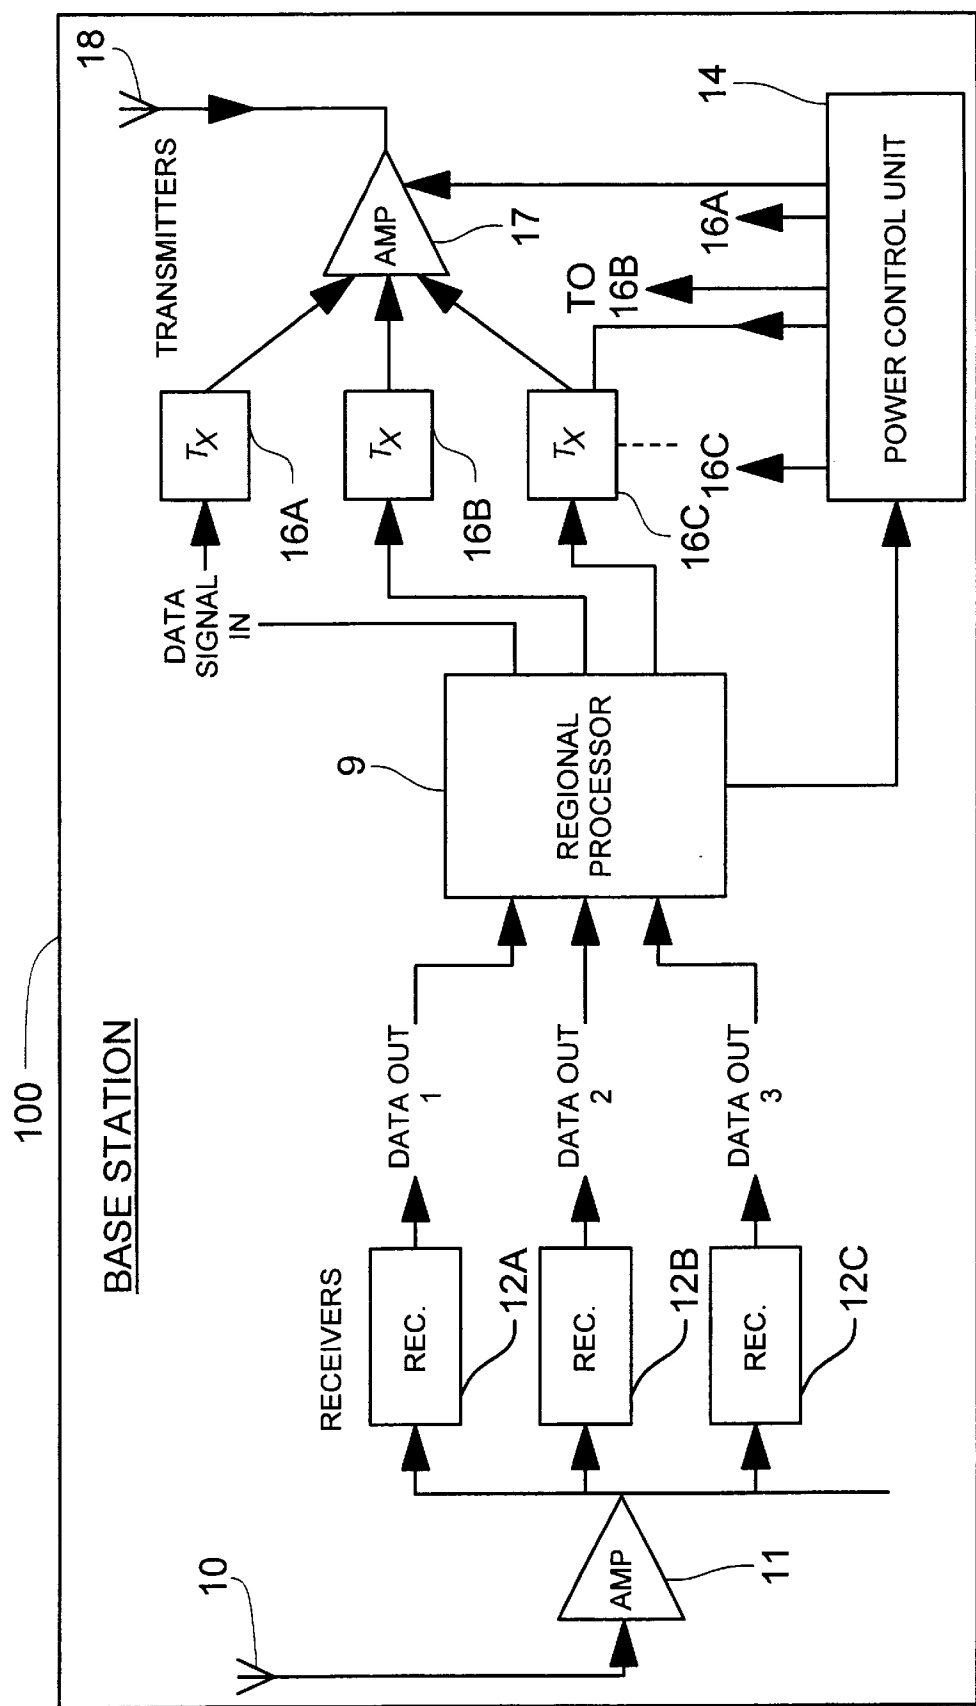 100
BASE STATION
10
AMP
11
RECEIVERS
REC.
12A
REC.
12B
REC.
12C
DATA OUT
1
DATA OUT
2
DATA OUT
3
9
REGIONAL
PROCESSOR
DATA
SIGNAL
IN
TRANSMITTERS
TX
16A
TX
16B
TX
16C
AMP
17
18
16C
TO
16B
16A
POWER CONTROL UNIT
14